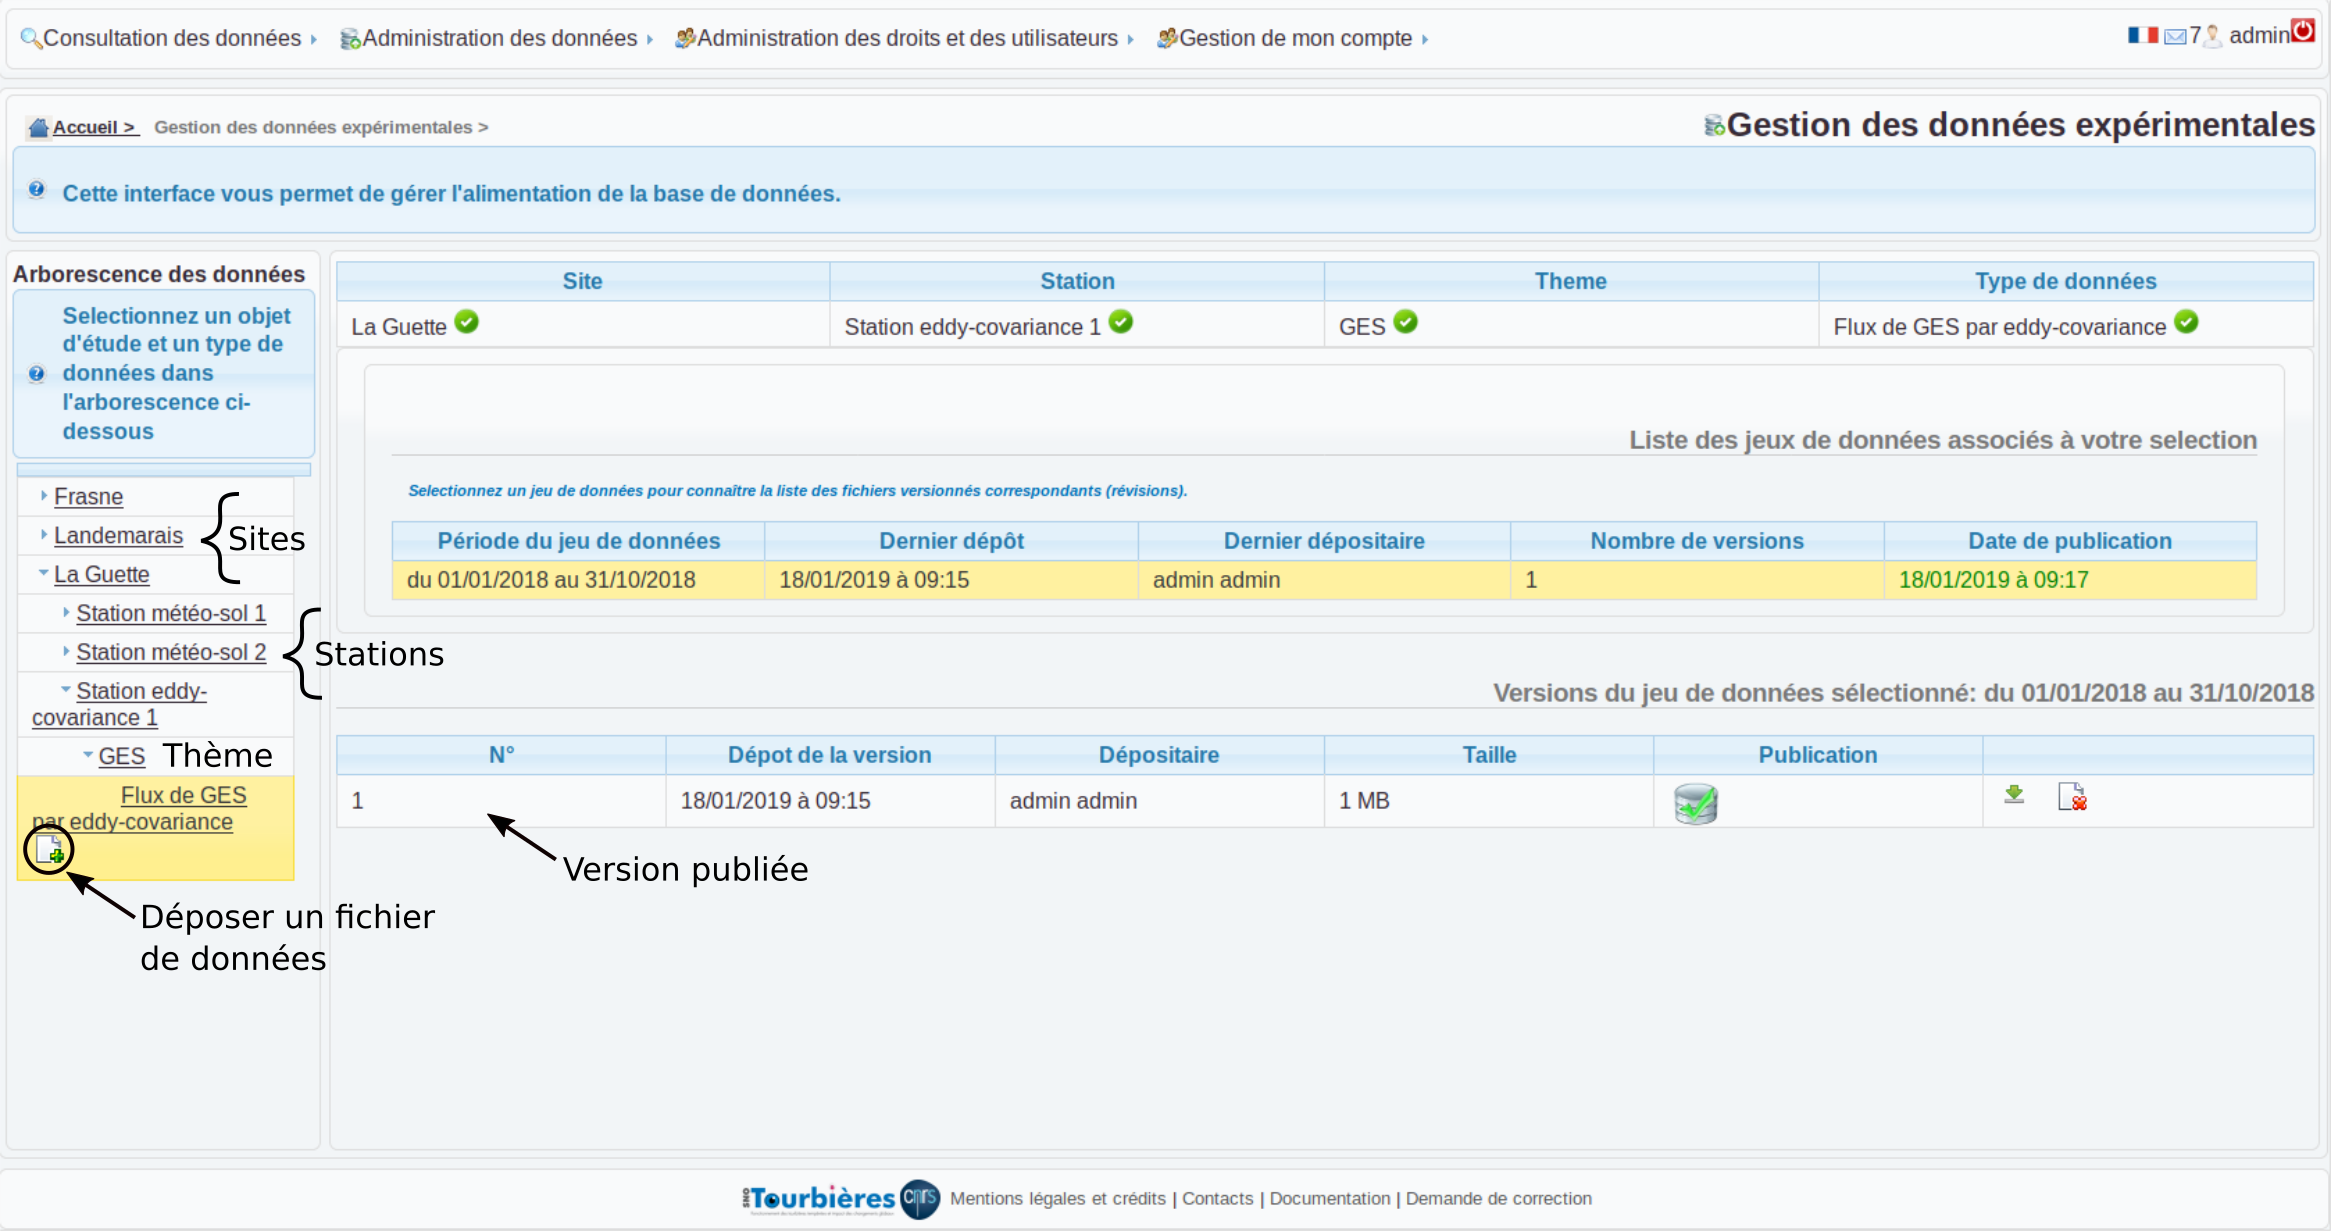 Consultation des données Administration des données Administration des droits et des utilisateurs Gestion de mon compte 7 admin
Accueil > Gestion des données expérimentales >
Gestion des données expérimentales
Cette interface vous permet de gérer l'alimentation de la base de données.
Arborescence des données
Selectionnez un objet
d'étude et un type de
données dans
l'arborescence ci-
dessous
Frasne
Landemarais
La Guette
Sites
Station météo-sol 1
Station météo-sol 2
Station eddy-
covariance 1
Stations
GES Thème
Flux de GES
par eddy-covariance
Déposer un fichier
de données
Site Station Theme Type de données
La Guette Station eddy-covariance 1 GES Flux de GES par eddy-covariance
Liste des jeux de données associés à votre selection
Selectionnez un jeu de données pour connaître la liste des fichiers versionnés correspondants (révisions).
Période du jeu de données Dernier dépôt Dernier dépositaire Nombre de versions Date de publication
du 01/01/2018 au 31/10/2018 18/01/2019 à 09:15 admin admin 1 18/01/2019 à 09:17
Versions du jeu de données sélectionné: du 01/01/2018 au 31/10/2018
N° Dépot de la version Dépositaire Taille Publication
1 18/01/2019 à 09:15 admin admin 1 MB
Version publiée
SNO Tourbières cnrs Mentions légales et crédits | Contacts | Documentation | Demande de correction